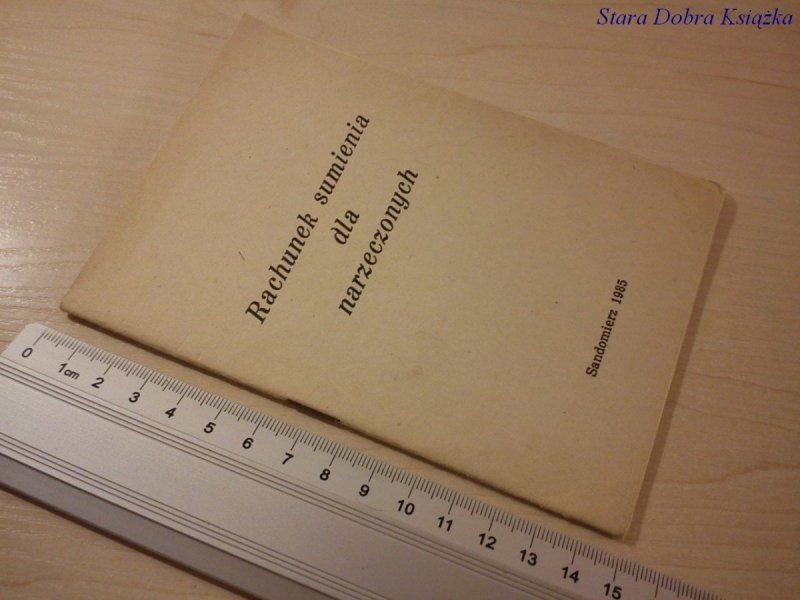 Stara Dobra Książka
Rachunek sumienia
dla
narzeczonych
Sandomierz 1985
0 1cm 2 3 4 5 6 7 8 9 10 11 12 13 14 15